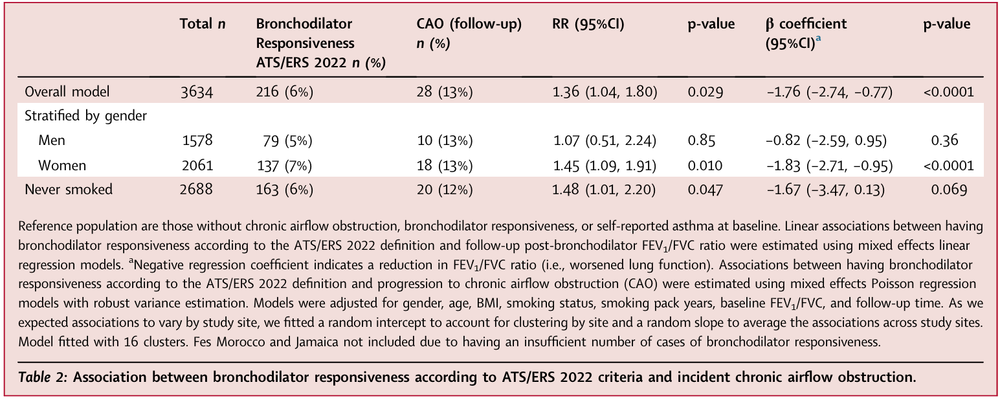 Total n Bronchodilator Responsiveness ATS/ERS 2022 n (%) CAO (follow-up) n (%) RR (95%CI) p-value β coefficient (95%CI)a p-value
Overall model 3634 216 (6%) 28 (13%) 1.36 (1.04, 1.80) 0.029 −1.76 (−2.74, −0.77) <0.0001
Stratified by gender
Men 1578 79 (5%) 10 (13%) 1.07 (0.51, 2.24) 0.85 −0.82 (−2.59, 0.95) 0.36
Women 2061 137 (7%) 18 (13%) 1.45 (1.09, 1.91) 0.010 −1.83 (−2.71, −0.95) <0.0001
Never smoked 2688 163 (6%) 20 (12%) 1.48 (1.01, 2.20) 0.047 −1.67 (−3.47, 0.13) 0.069
Reference population are those without chronic airflow obstruction, bronchodilator responsiveness, or self-reported asthma at baseline. Linear associations between having
bronchodilator responsiveness according to the ATS/ERS 2022 definition and follow-up post-bronchodilator FEV1/FVC ratio were estimated using mixed effects linear
regression models. aNegative regression coefficient indicates a reduction in FEV1/FVC ratio (i.e., worsened lung function). Associations between having bronchodilator
responsiveness according to the ATS/ERS 2022 definition and progression to chronic airflow obstruction (CAO) were estimated using mixed effects Poisson regression
models with robust variance estimation. Models were adjusted for gender, age, BMI, smoking status, smoking pack years, baseline FEV1/FVC, and follow-up time. As we
expected associations to vary by study site, we fitted a random intercept to account for clustering by site and a random slope to average the associations across study sites.
Model fitted with 16 clusters. Fes Morocco and Jamaica not included due to having an insufficient number of cases of bronchodilator responsiveness.
Table 2: Association between bronchodilator responsiveness according to ATS/ERS 2022 criteria and incident chronic airflow obstruction.